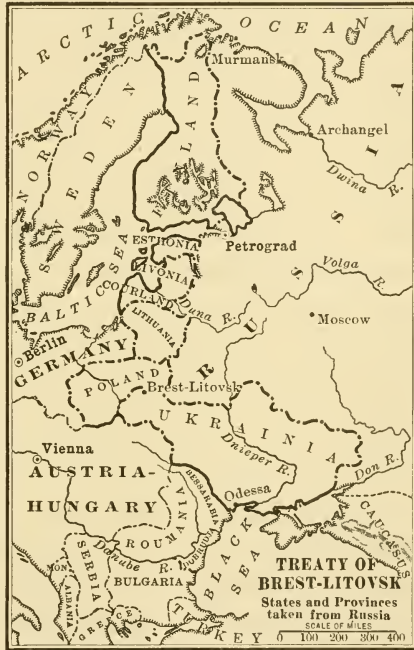 ARCTIC OCEAN
Murmansk
NORWAY
SWEDEN
FINLAND
Archangel
Dwina R.
RUSSIA
ESTHONIA
Petrograd
LIVONIA
BALTIC SEA
COURLAND
Duna R.
Volga R.
LITHUANIA
Moscow
Berlin
GERMANY
POLAND
Brest-Litovsk
UKRAINIA
Dnieper R.
Don R.
Vienna
AUSTRIA-
HUNGARY
BESSARABIA
Odessa
ROUMANIA
DOBRUDJA
CAUCASUS
Danube R.
BLACK
SEA
MON.
SERBIA
BULGARIA
ALBANIA
GREECE
TURKEY
TREATY OF
BREST-LITOVSK
States and Provinces
taken from Russia
SCALE OF MILES
0 100 200 300 400